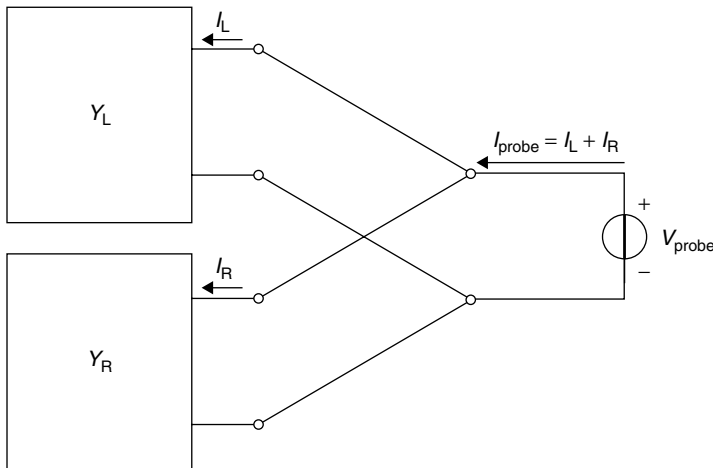 I_L
Y_L
I_probe = I_L + I_R
+
V_probe
−
I_R
Y_R